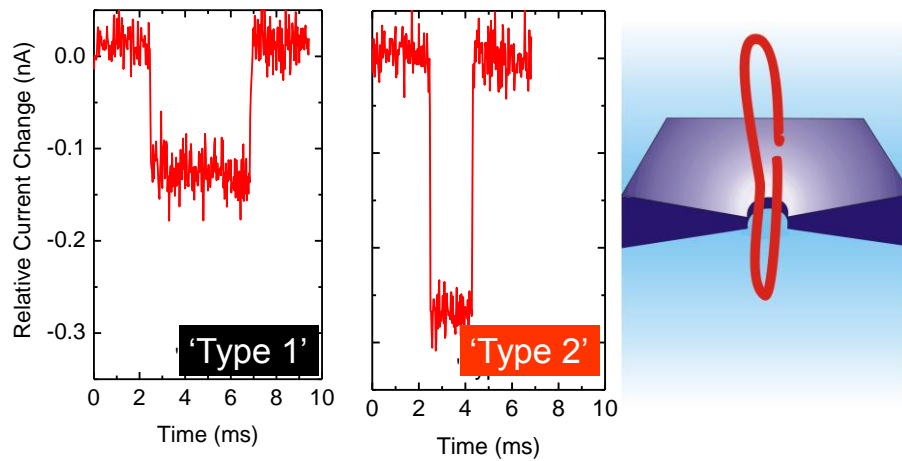 Relative Current Change (nA)
0.0
-0.1
-0.2
-0.3
'Type 1'
0 2 4 6 8 10
Time (ms)
'Type 2'
0 2 4 6 8 10
Time (ms)